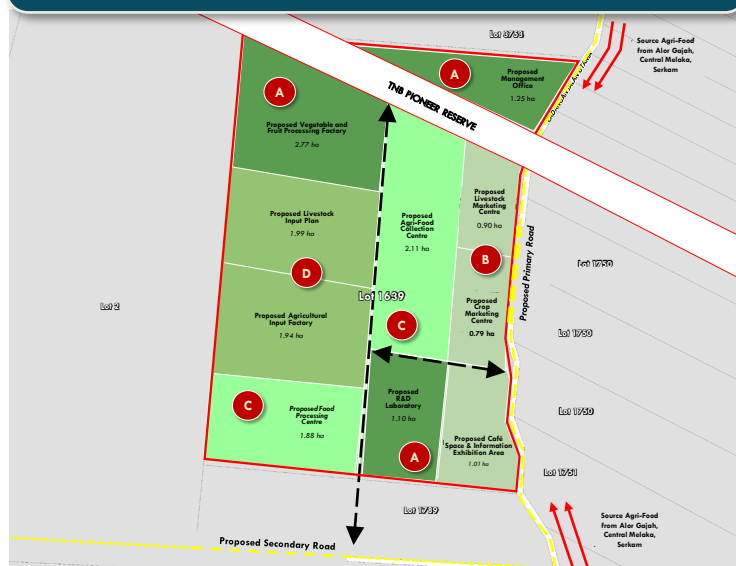 Lot 3753
Source Agri-Food
from Alor Gajah,
Central Melaka,
Serkam
A
Proposed
Management
Office
1.25 ha
TNB PIONEER RESERVE
A
Proposed Vegetable and
Fruit Processing Factory
2.77 ha
Proposed
Livestock
Marketing
Centre
0.90 ha
Proposed Livestock
Input Plan
1.99 ha
Proposed
Agri-Food
Collection
Centre
2.11 ha
B
Proposed Primary Road
Lot 1750
D
Lot 1639
Lot 2
Proposed
Crop
Marketing
Centre
0.79 ha
Proposed Agricultural
Input Factory
1.94 ha
C
Lot 1750
C
Proposed Food
Processing
Centre
1.88 ha
Proposed
R&D
Laboratory
1.10 ha
A
Lot 1750
Proposed Café
Space & Information
Exhibition Area
1.01 ha
Lot 1751
Lot 1789
Source Agri-Food
from Alor Gajah,
Central Melaka,
Serkam
Proposed Secondary Road